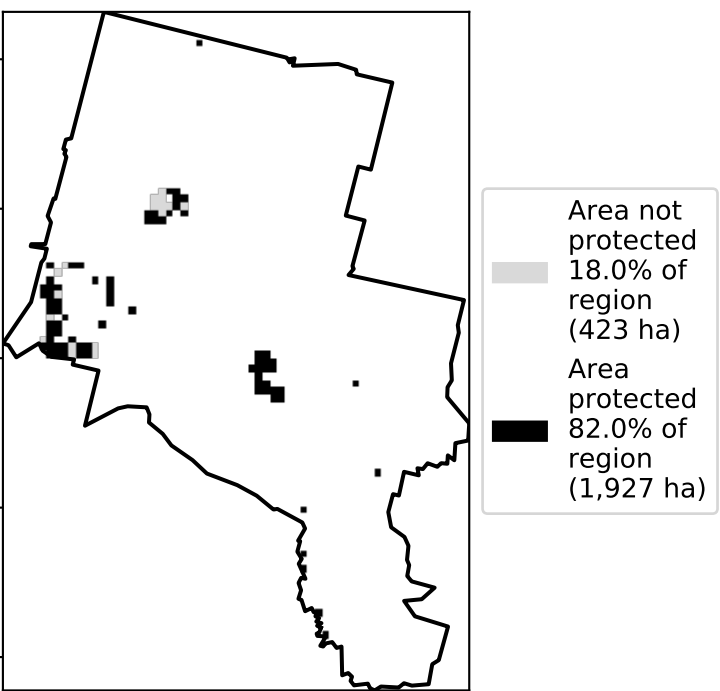 Area not
protected
18.0% of
region
(423 ha)
Area
protected
82.0% of
region
(1,927 ha)